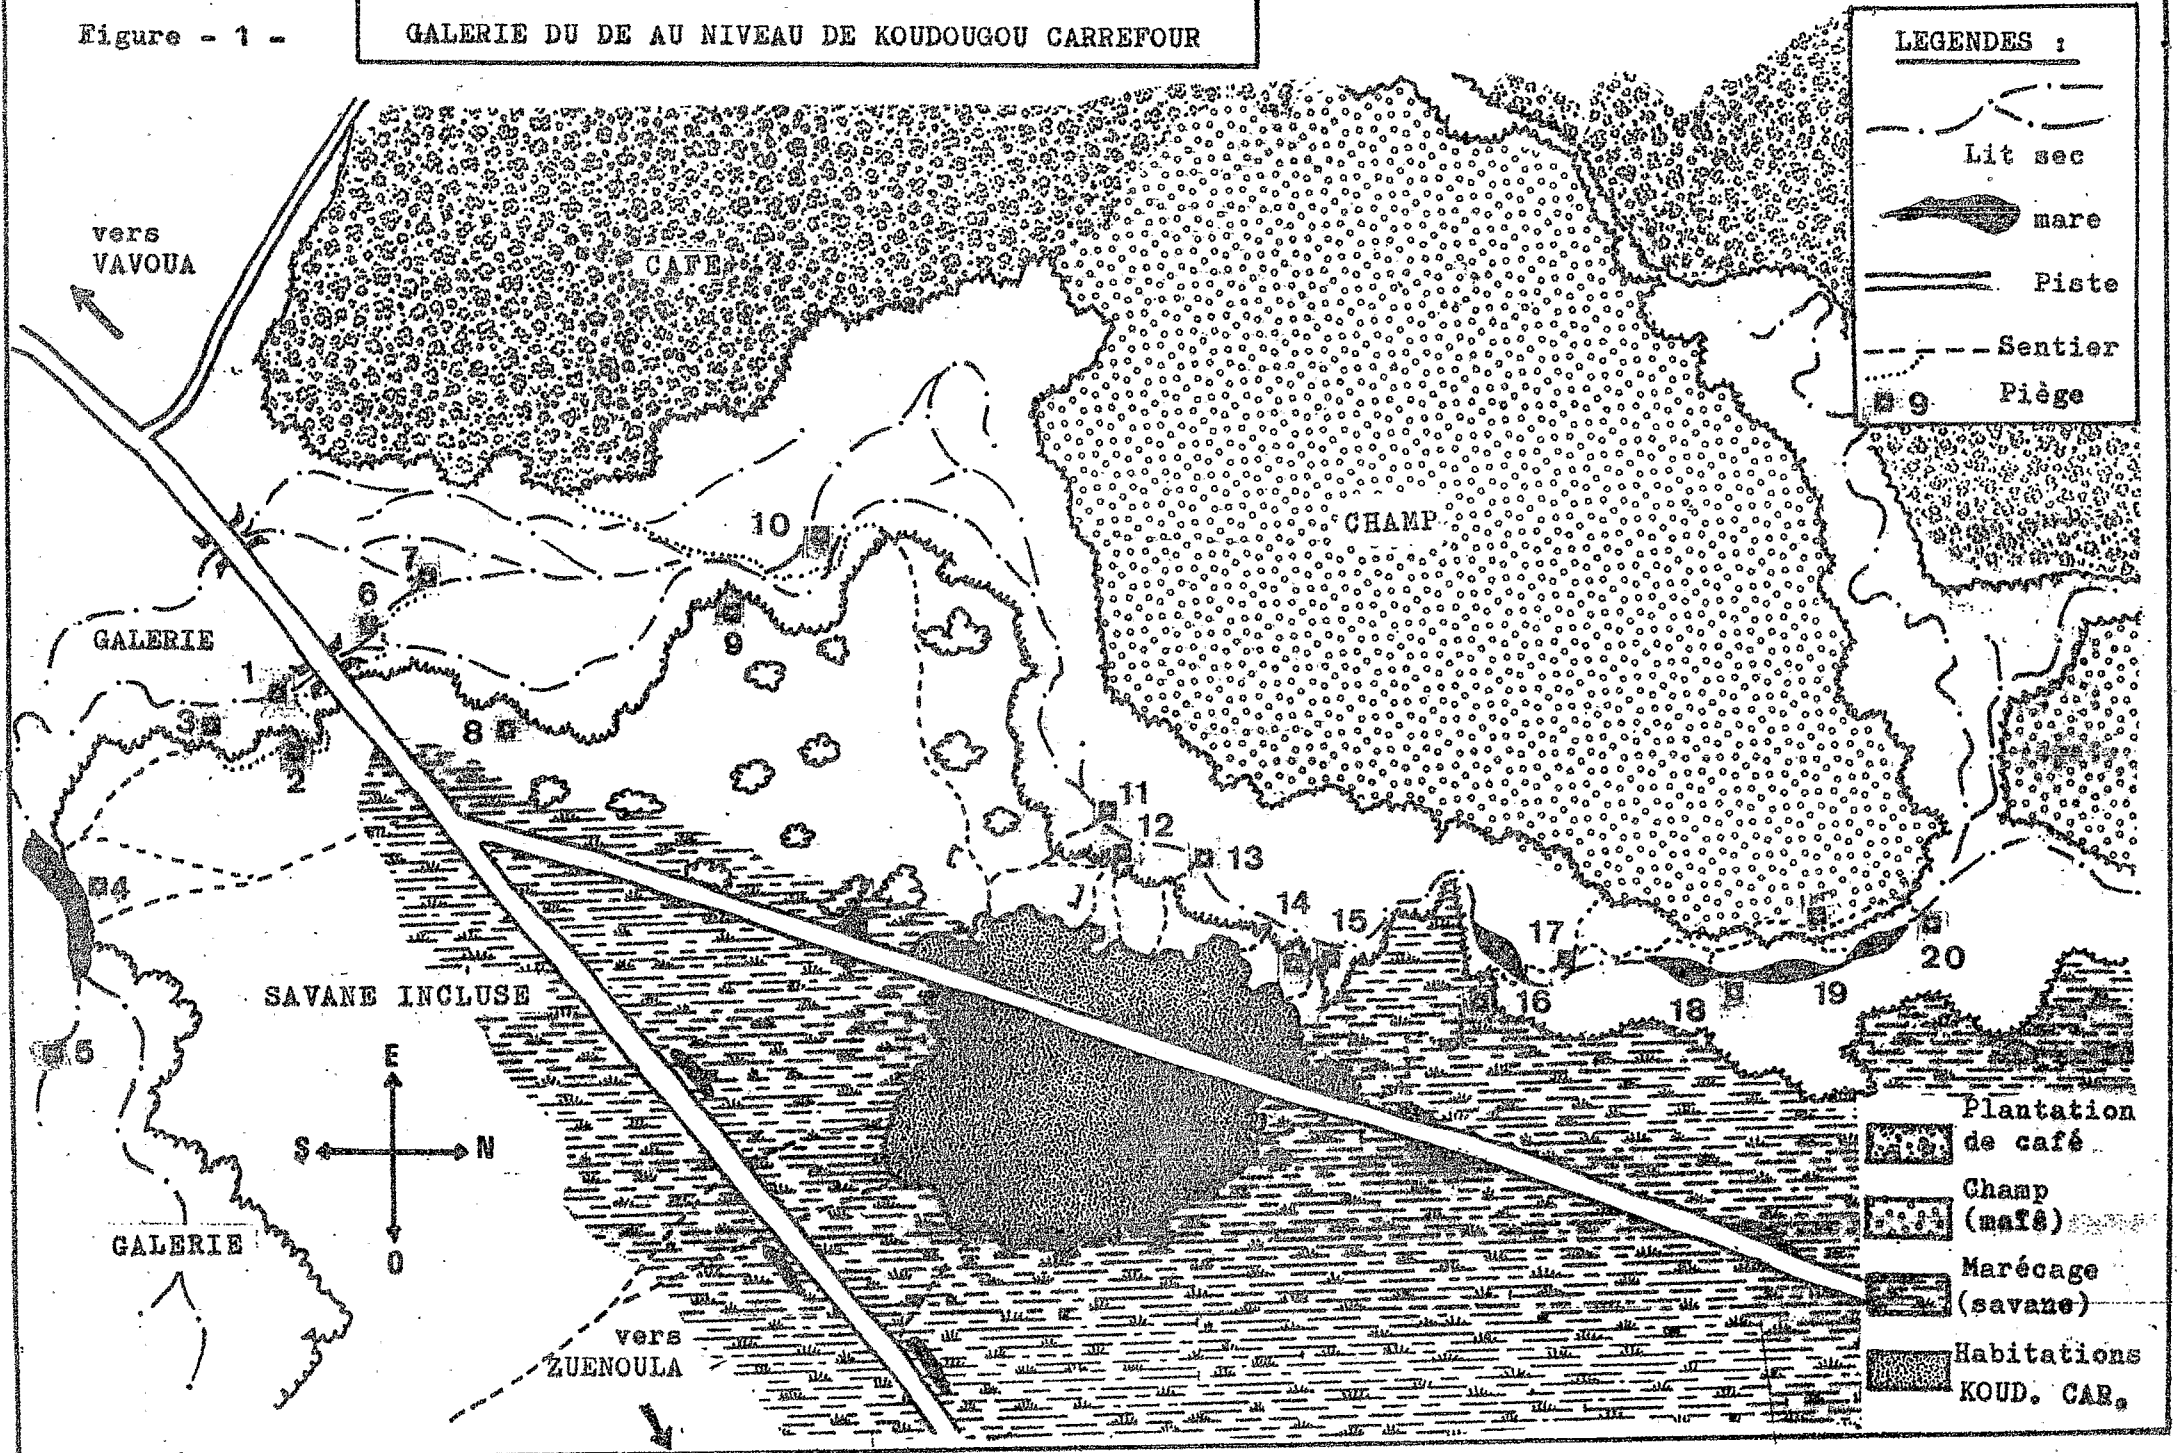 Figure - 1 -
GALERIE DU DE AU NIVEAU DE KOUDOUGOU CARREFOUR
LEGENDES :
Lit sec
mare
Piste
Sentier
Piège
9
vers
VAVOUA
CAFE
CHAMP
10
7
6
GALERIE
1
3
2
8
9
11
12
13
14
15
17
4
5
16
18
19
20
SAVANE INCLUSE
E
S
N
O
GALERIE
vers
ZUENOULA
Plantation
de café
Champ
(mafé)
Marécage
(savane)
Habitations
KOUD. CAR.